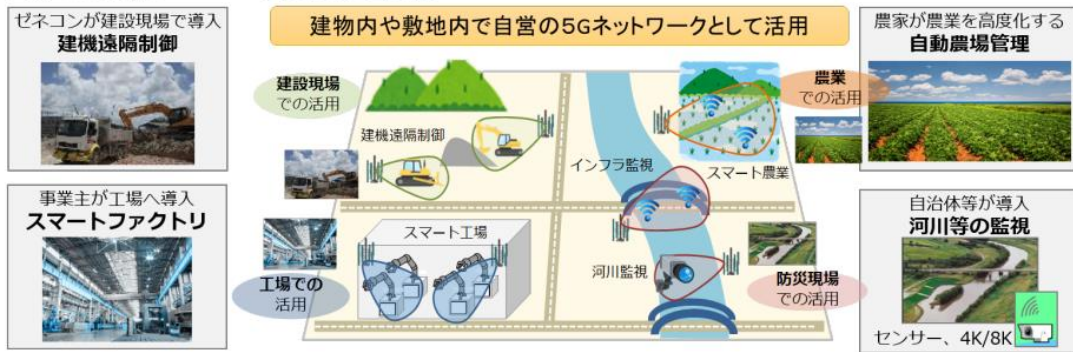 建物内や敷地内で自営の5Gネットワークとして活用
ゼネコンが建設現場で導入
建機遠隔制御
事業主が工場へ導入
スマートファクトリ
建設現場
での活用
建機遠隔制御
スマート工場
工場での
活用
インフラ監視
スマート農業
農業
での活用
河川監視
防災現場
での活用
農家が農業を高度化する
自動農場管理
自治体等が導入
河川等の監視
センサー、4K/8K